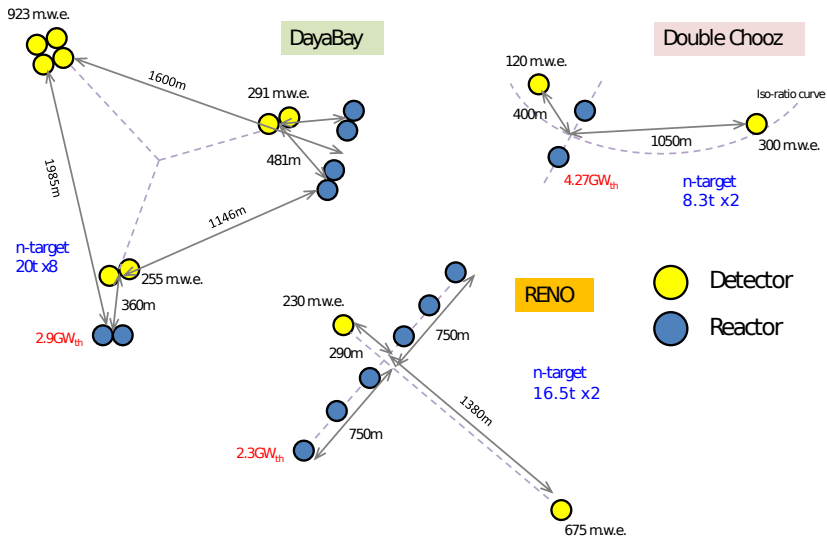 923 m.w.e.
DayaBay
1600m
291 m.w.e.
481m
1985m
1146m
n-target
20t x8
255 m.w.e.
360m
2.9GWth
Double Chooz
120 m.w.e.
Iso-ratio curve
400m
1050m
300 m.w.e.
4.27GWth
n-target
8.3t x2
RENO
230 m.w.e.
290m
750m
n-target
16.5t x2
1380m
750m
2.3GWth
675 m.w.e.
Detector
Reactor